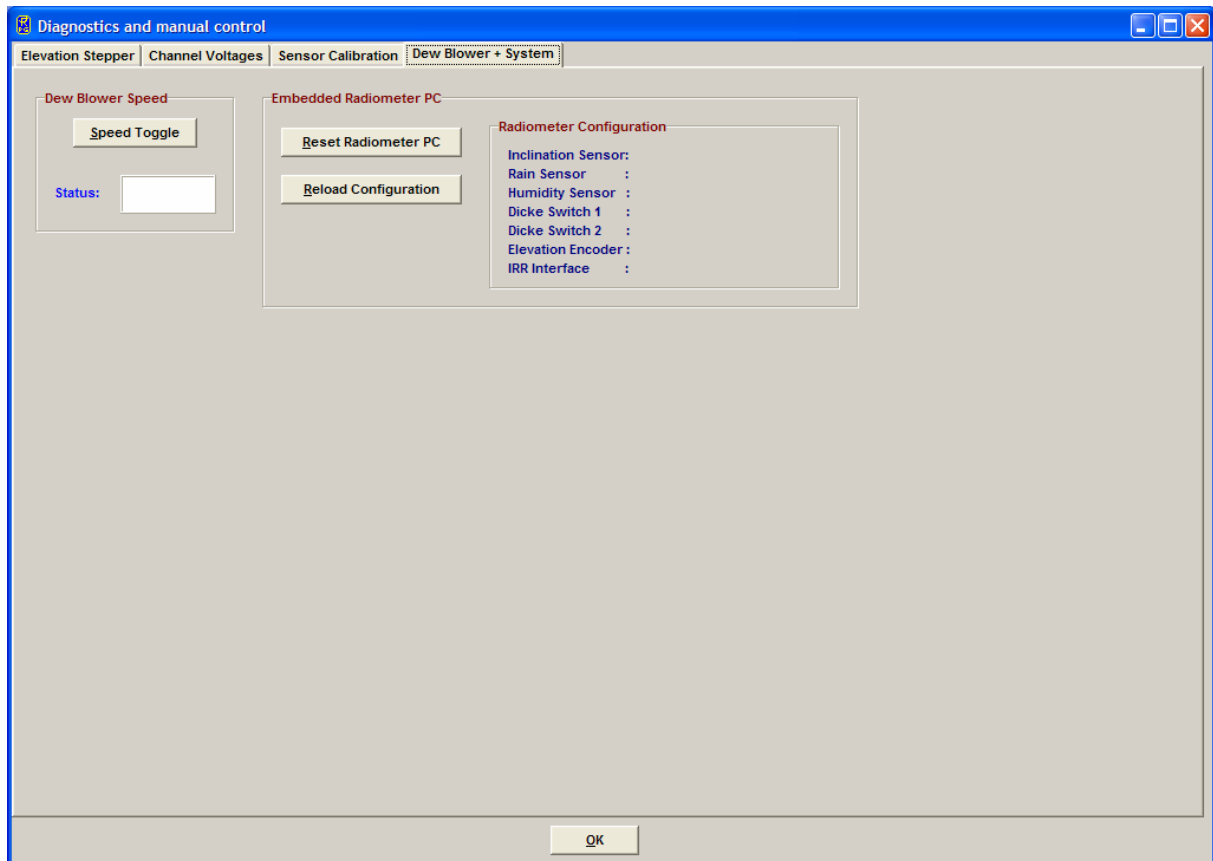 Diagnostics and manual control
Elevation Stepper Channel Voltages Sensor Calibration Dew Blower + System
Dew Blower Speed
Speed Toggle
Status:
Embedded Radiometer PC
Reset Radiometer PC
Reload Configuration
Radiometer Configuration
Inclination Sensor:
Rain Sensor :
Humidity Sensor :
Dicke Switch 1 :
Dicke Switch 2 :
Elevation Encoder :
IRR Interface :
OK